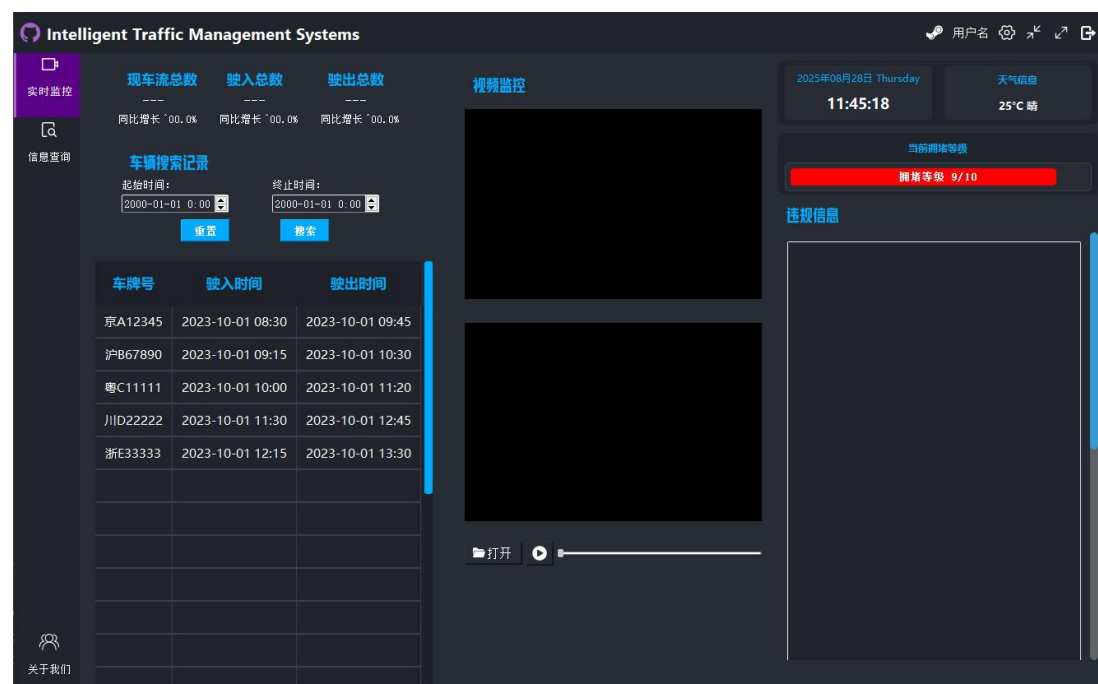 Intelligent Traffic Management Systems
用户名
实时监控
信息查询
关于我们
现车流总数 驶入总数 驶出总数
--- --- ---
同比增长˄00.0% 同比增长˄00.0% 同比增长˄00.0%
车辆搜索记录
起始时间: 终止时间:
2000-01-01 0:00 2000-01-01 0:00
重置 搜索
车牌号 驶入时间 驶出时间
京A12345 2023-10-01 08:30 2023-10-01 09:45
沪B67890 2023-10-01 09:15 2023-10-01 10:30
粤C11111 2023-10-01 10:00 2023-10-01 11:20
川D22222 2023-10-01 11:30 2023-10-01 12:45
浙E33333 2023-10-01 12:15 2023-10-01 13:30
视频监控
打开
2025年08月28日 Thursday
11:45:18
天气信息
25°C 晴
当前拥堵等级
拥堵等级 9/10
违规信息